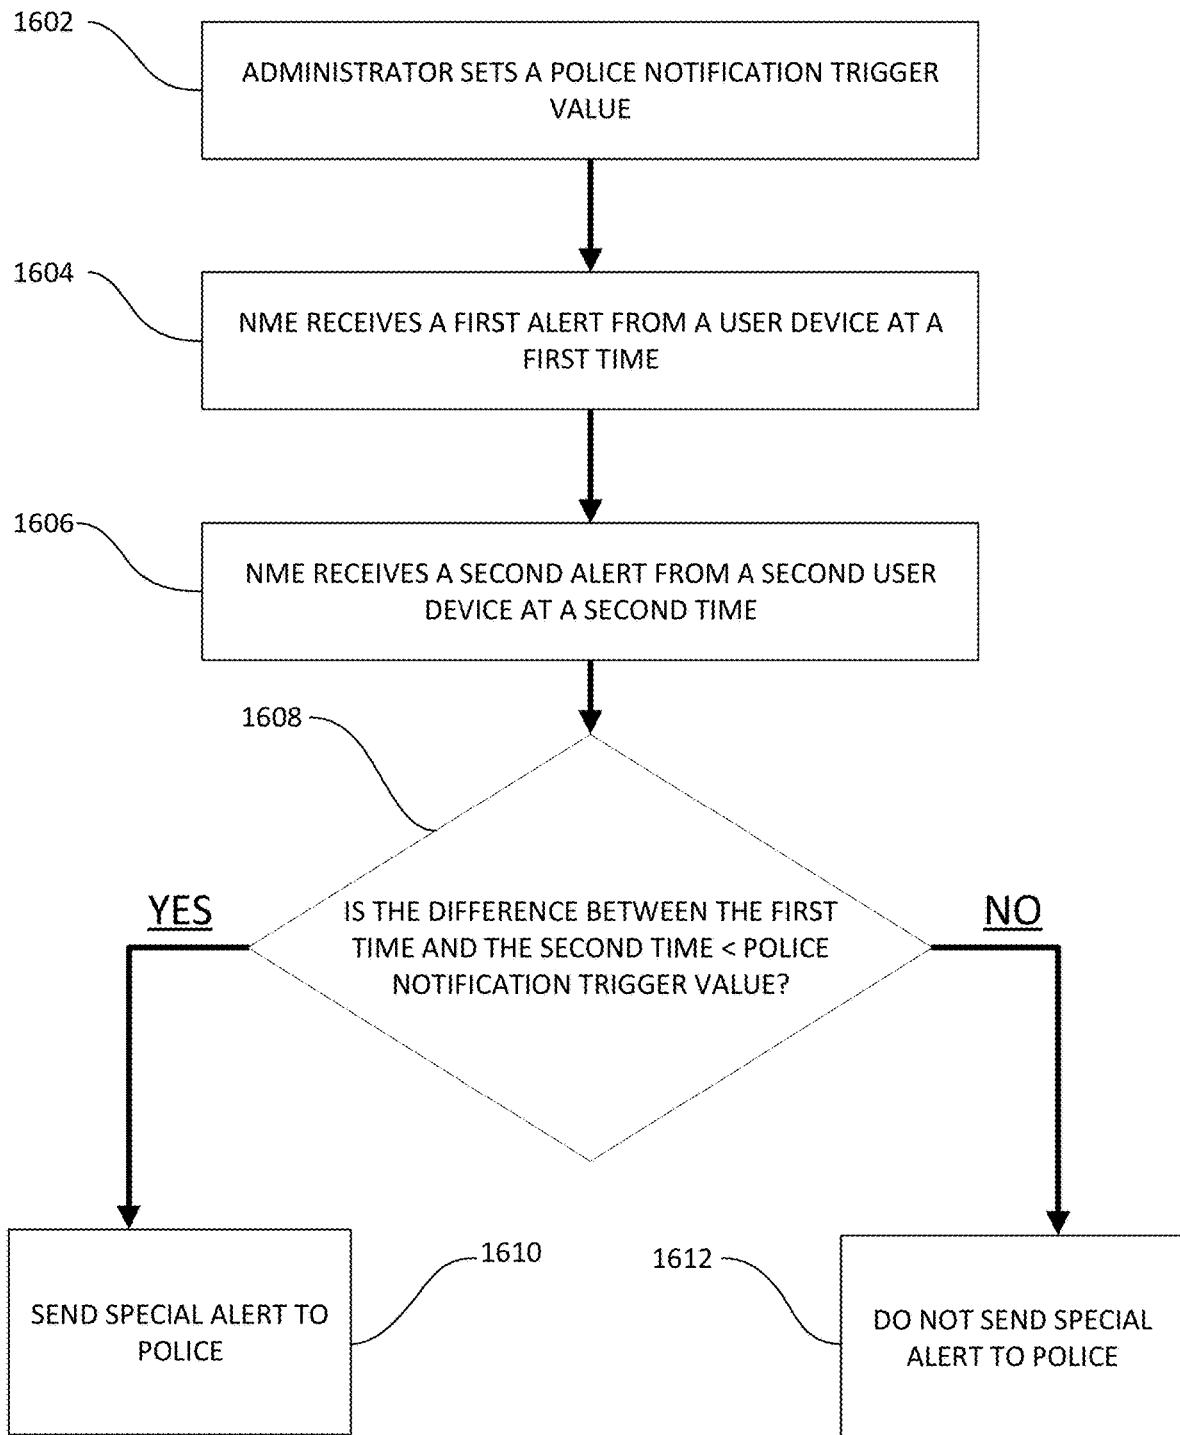 1602
ADMINISTRATOR SETS A POLICE NOTIFICATION TRIGGER
VALUE
1604
NME RECEIVES A FIRST ALERT FROM A USER DEVICE AT A
FIRST TIME
1606
NME RECEIVES A SECOND ALERT FROM A SECOND USER
DEVICE AT A SECOND TIME
1608
YES
NO
IS THE DIFFERENCE BETWEEN THE FIRST
TIME AND THE SECOND TIME < POLICE
NOTIFICATION TRIGGER VALUE?
1610
SEND SPECIAL ALERT TO
POLICE
1612
DO NOT SEND SPECIAL
ALERT TO POLICE